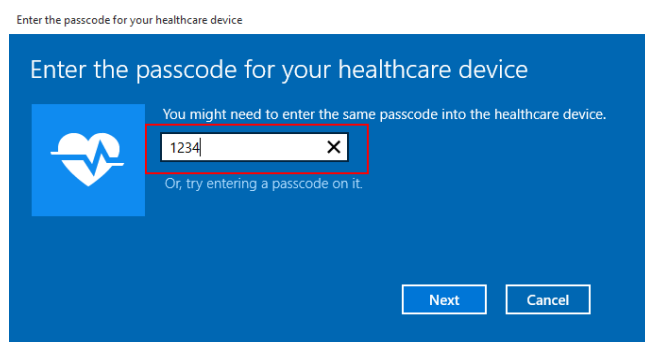 Enter the passcode for your healthcare device
Enter the passcode for your healthcare device
You might need to enter the same passcode into the healthcare device.
1234
Or, try entering a passcode on it.
Next Cancel